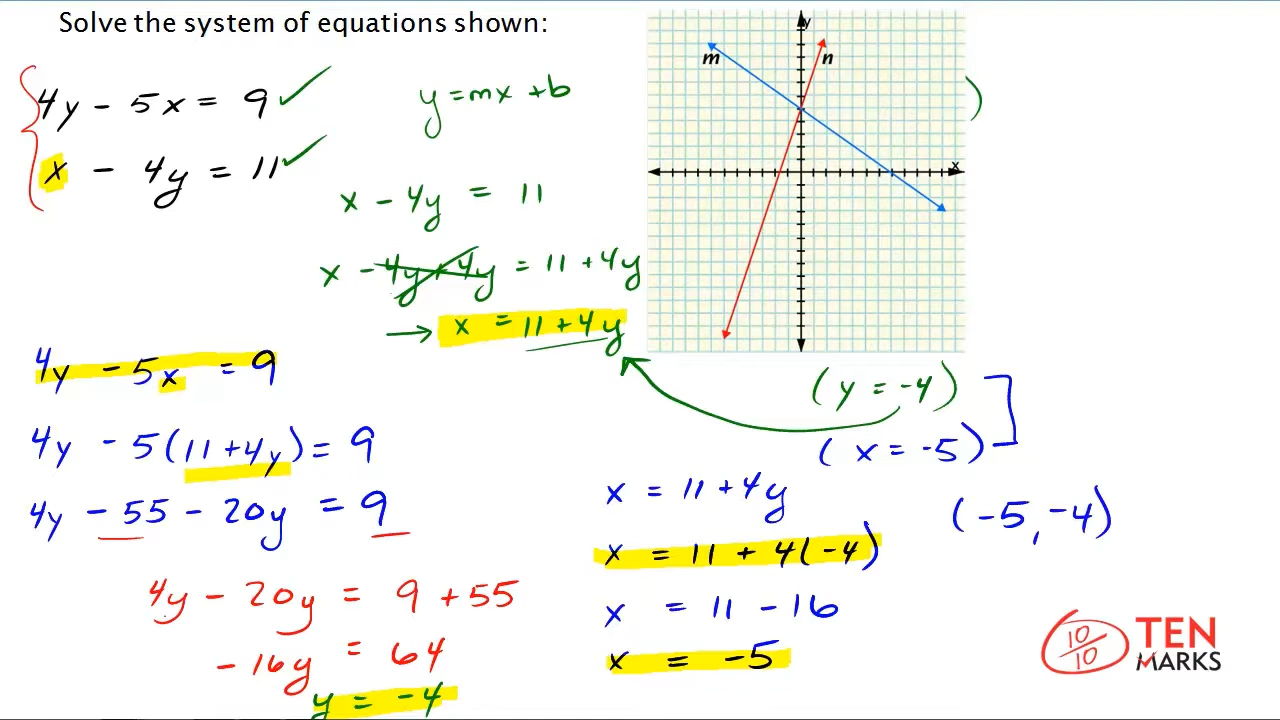 Solve the system of equations shown:
4y - 5x = 9
x - 4y = 11
y = mx + b
x - 4y = 11
x - 4y + 4y = 11 + 4y
→ x = 11 + 4y
y
m
n
x
)
4y - 5x = 9
4y - 5(11 + 4y) = 9
4y - 55 - 20y = 9
4y - 20y = 9 + 55
-16y = 64
y = -4
(y = -4)
(x = -5)
x = 11 + 4y
x = 11 + 4(-4)
x = 11 - 16
x = -5
(-5, -4)
10/10
TEN
MARKS